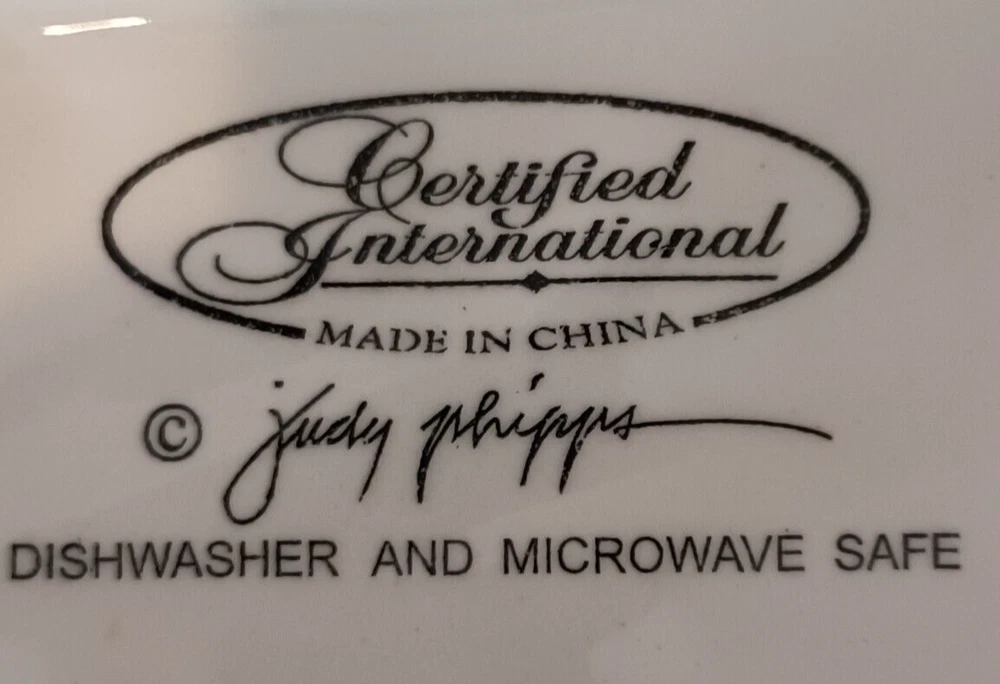 Certified
International
MADE IN CHINA
© judy phipps
DISHWASHER AND MICROWAVE SAFE